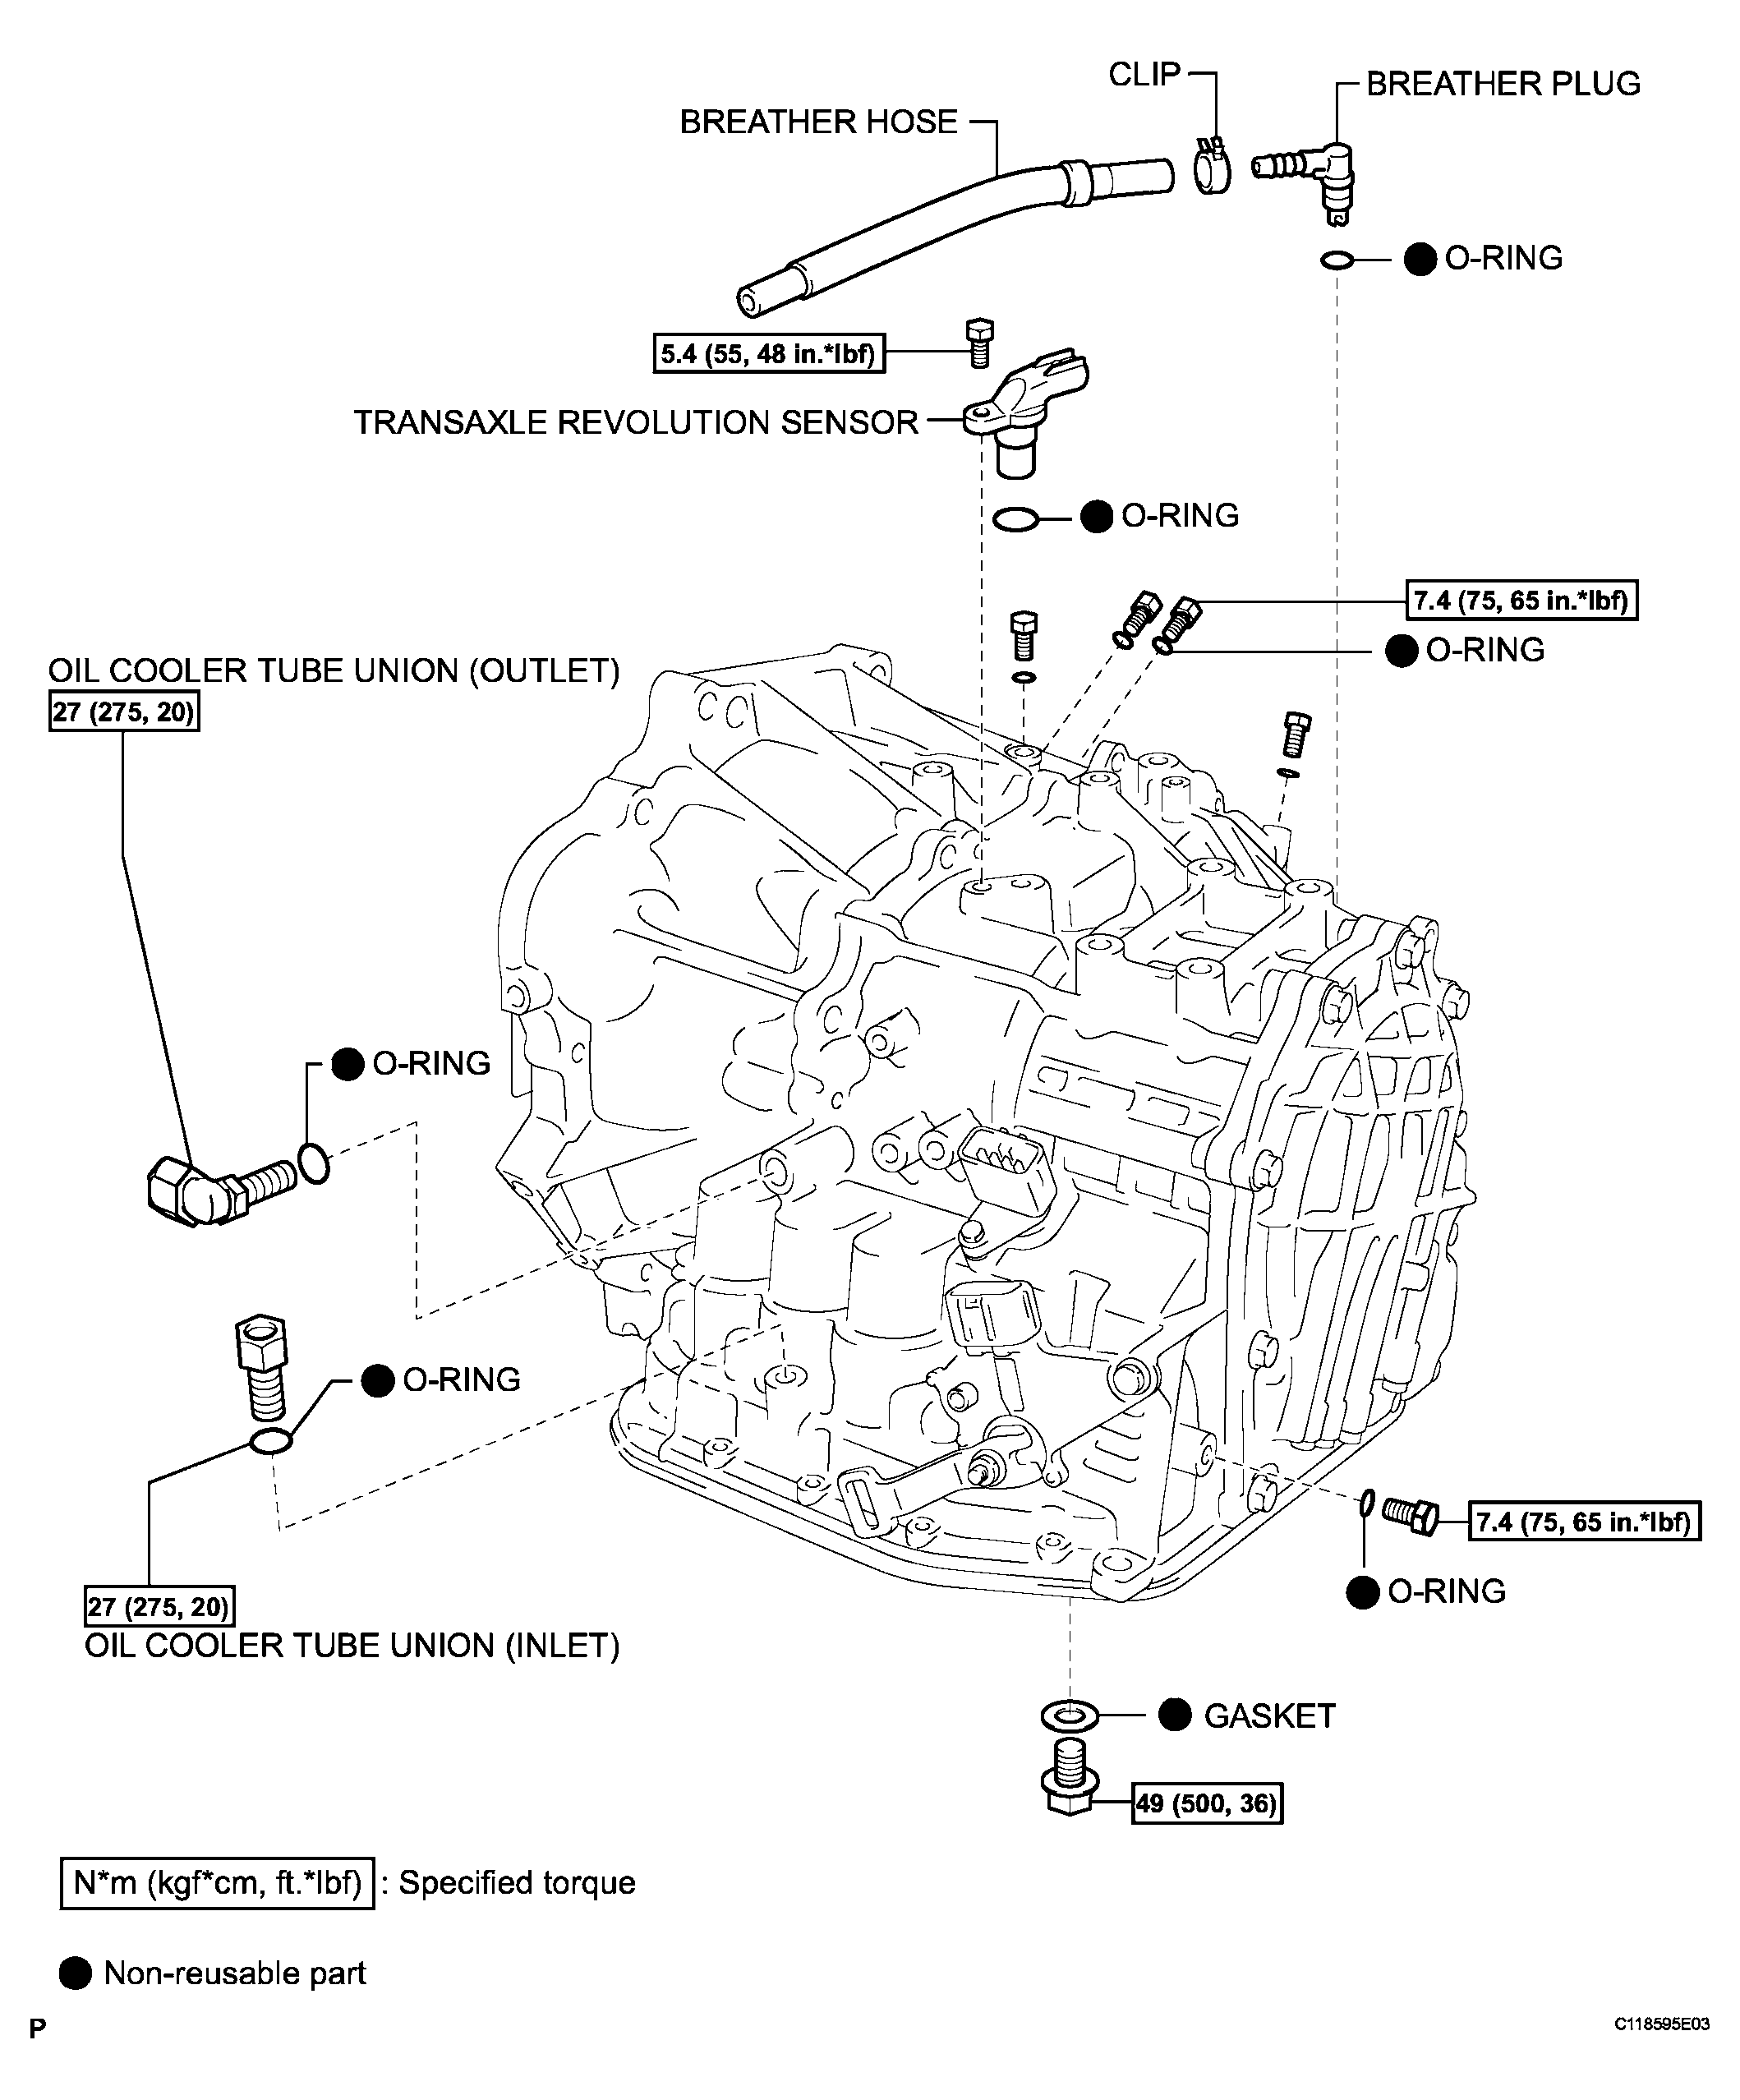 CLIP
BREATHER PLUG
BREATHER HOSE
O-RING
5.4 (55, 48 in.*lbf)
TRANSAXLE REVOLUTION SENSOR
O-RING
7.4 (75, 65 in.*lbf)
O-RING
OIL COOLER TUBE UNION (OUTLET)
27 (275, 20)
O-RING
O-RING
7.4 (75, 65 in.*lbf)
O-RING
27 (275, 20)
OIL COOLER TUBE UNION (INLET)
GASKET
49 (500, 36)
N*m (kgf*cm, ft.*lbf) : Specified torque
Non-reusable part
P
C118595E03